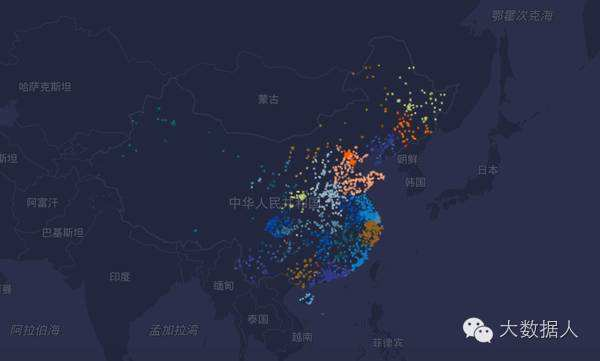 鄂霍次克海
哈萨克斯坦
蒙古
斯坦
朝鲜
日本
韩国
阿富汗
中华人民共和国
巴基斯坦
印度
缅甸
阿拉伯海
孟加拉湾
泰国
越南
菲律宾
大数据人